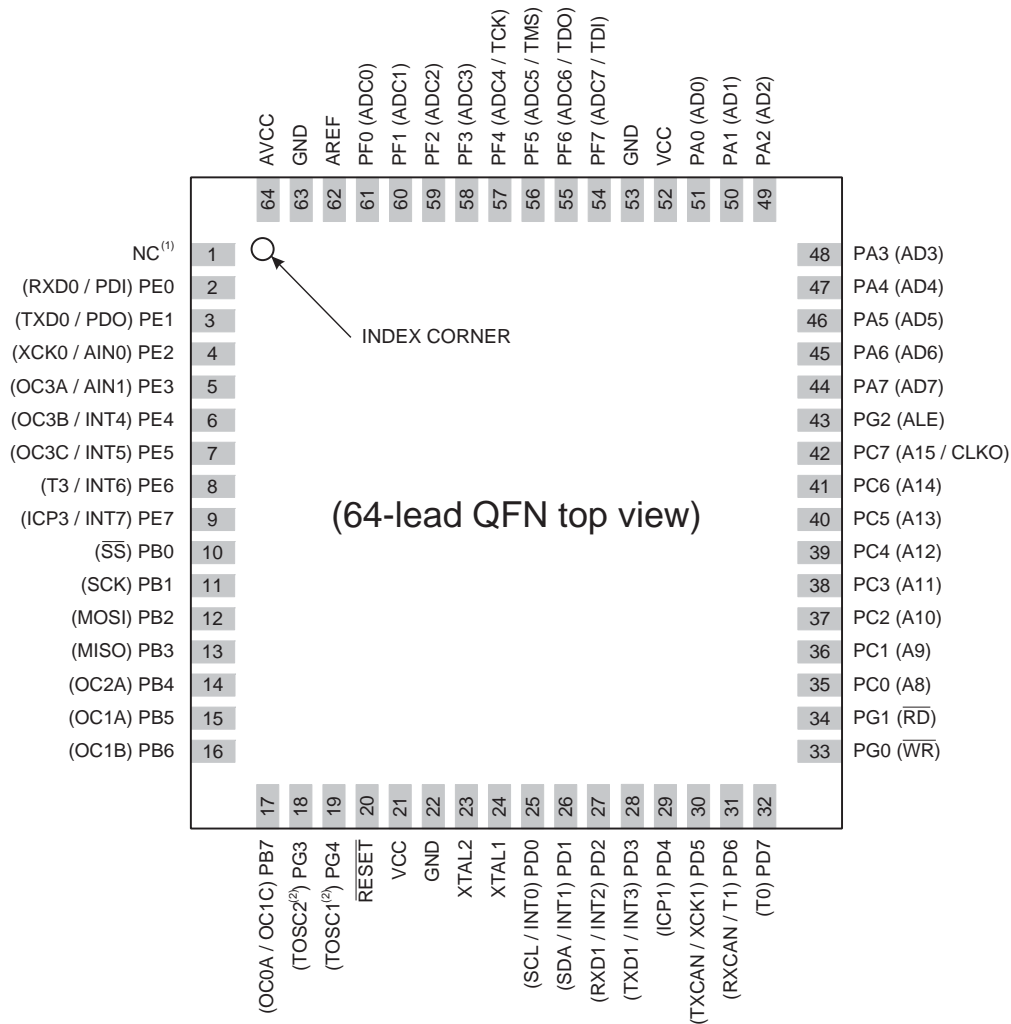 AVCC
GND
AREF
PF0 (ADC0)
PF1 (ADC1)
PF2 (ADC2)
PF3 (ADC3)
PF4 (ADC4 / TCK)
PF5 (ADC5 / TMS)
PF6 (ADC6 / TDO)
PF7 (ADC7 / TDI)
GND
VCC
PA0 (AD0)
PA1 (AD1)
PA2 (AD2)
64
63
62
61
60
59
58
57
56
55
54
53
52
51
50
49
NC(1) 1
(RXD0 / PDI) PE0 2
(TXD0 / PDO) PE1 3
(XCK0 / AIN0) PE2 4
(OC3A / AIN1) PE3 5
(OC3B / INT4) PE4 6
(OC3C / INT5) PE5 7
(T3 / INT6) PE6 8
(ICP3 / INT7) PE7 9
(SS) PB0 10
(SCK) PB1 11
(MOSI) PB2 12
(MISO) PB3 13
(OC2A) PB4 14
(OC1A) PB5 15
(OC1B) PB6 16
INDEX CORNER
(64-lead QFN top view)
48 PA3 (AD3)
47 PA4 (AD4)
46 PA5 (AD5)
45 PA6 (AD6)
44 PA7 (AD7)
43 PG2 (ALE)
42 PC7 (A15 / CLKO)
41 PC6 (A14)
40 PC5 (A13)
39 PC4 (A12)
38 PC3 (A11)
37 PC2 (A10)
36 PC1 (A9)
35 PC0 (A8)
34 PG1 (RD)
33 PG0 (WR)
17
18
19
20
21
22
23
24
25
26
27
28
29
30
31
32
(OC0A / OC1C) PB7
(TOSC2(2)) PG3
(TOSC1(2)) PG4
RESET
VCC
GND
XTAL2
XTAL1
(SCL / INT0) PD0
(SDA / INT1) PD1
(RXD1 / INT2) PD2
(TXD1 / INT3) PD3
(ICP1) PD4
(TXCAN / XCK1) PD5
(RXCAN / T1) PD6
(T0) PD7